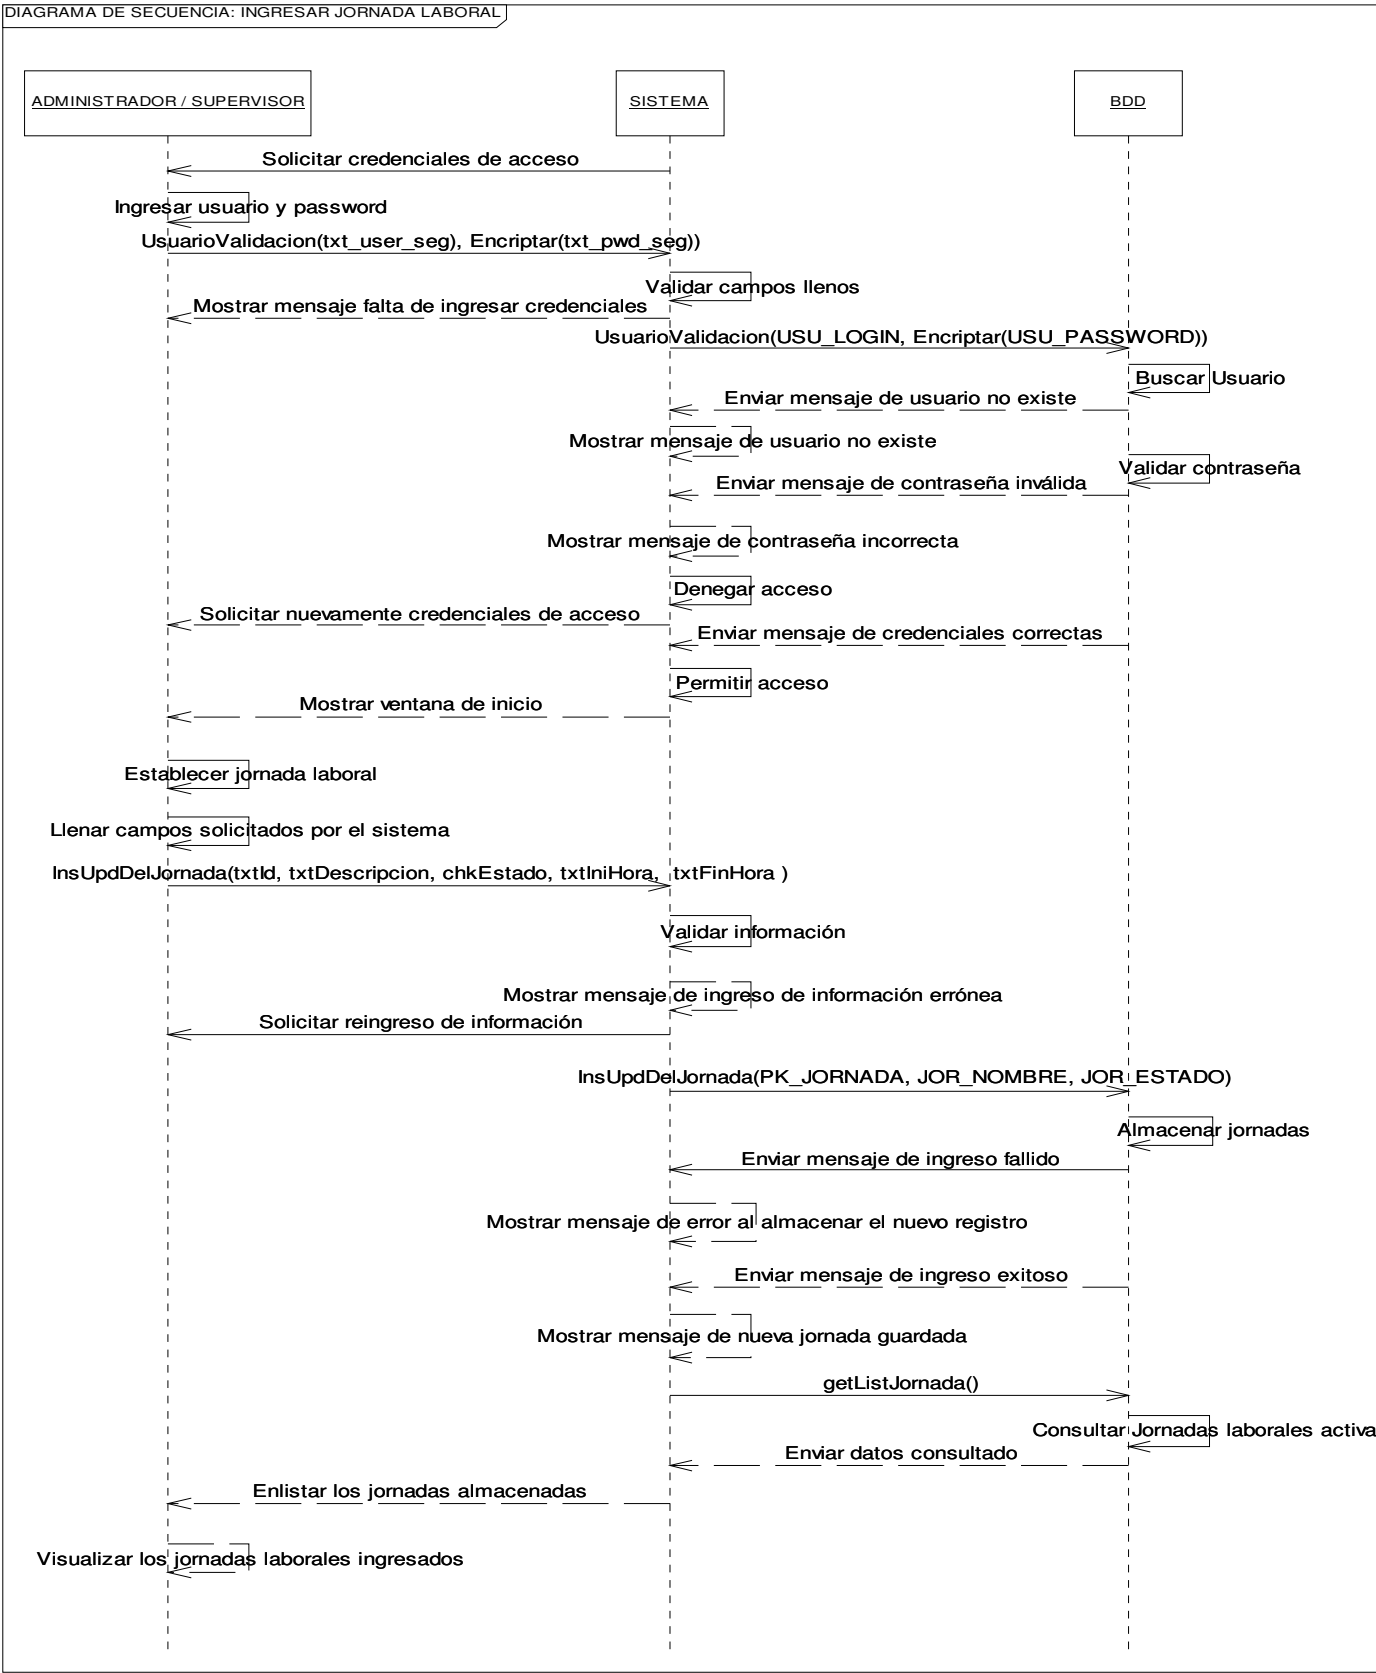 DIAGRAMA DE SECUENCIA: INGRESAR JORNADA LABORAL
ADMINISTRADOR / SUPERVISOR
SISTEMA
BDD
Solicitar credenciales de acceso
Ingresar usuario y password
UsuarioValidacion(txt_user_seg), Encriptar(txt_pwd_seg))
Validar campos llenos
Mostrar mensaje falta de ingresar credenciales
UsuarioValidacion(USU_LOGIN, Encriptar(USU_PASSWORD))
Buscar Usuario
Enviar mensaje de usuario no existe
Mostrar mensaje de usuario no existe
Validar contraseña
Enviar mensaje de contraseña inválida
Mostrar mensaje de contraseña incorrecta
Denegar acceso
Solicitar nuevamente credenciales de acceso
Enviar mensaje de credenciales correctas
Permitir acceso
Mostrar ventana de inicio
Establecer jornada laboral
Llenar campos solicitados por el sistema
InsUpdDelJornada(txtId, txtDescripcion, chkEstado, txtIniHora, txtFinHora )
Validar información
Mostrar mensaje de ingreso de información errónea
Solicitar reingreso de información
InsUpdDelJornada(PK_JORNADA, JOR_NOMBRE, JOR_ESTADO)
Almacenar jornadas
Enviar mensaje de ingreso fallido
Mostrar mensaje de error al almacenar el nuevo registro
Enviar mensaje de ingreso exitoso
Mostrar mensaje de nueva jornada guardada
getListJornada()
Consultar Jornadas laborales activa
Enviar datos consultado
Enlistar los jornadas almacenadas
Visualizar los jornadas laborales ingresados